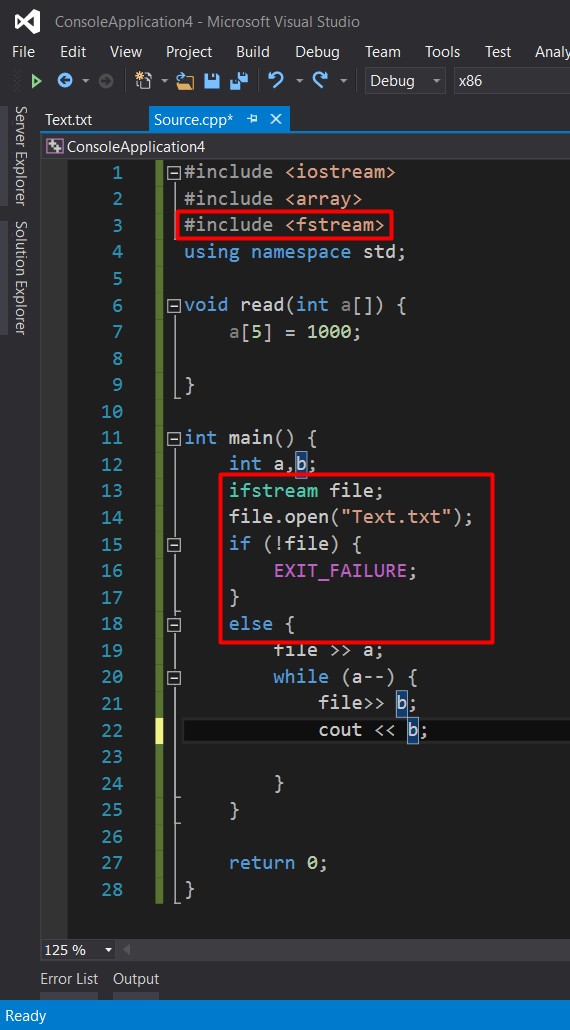 ConsoleApplication4 - Microsoft Visual Studio
File Edit View Project Build Debug Team Tools Test Analy
Debug x86
Server Explorer
Solution Explorer
Text.txt Source.cpp*
ConsoleApplication4
1 #include <iostream>
2 #include <array>
3 #include <fstream>
4 using namespace std;
5
6 void read(int a[]) {
7 a[5] = 1000;
8
9 }
10
11 int main() {
12 int a,b;
13 ifstream file;
14 file.open("Text.txt");
15 if (!file) {
16 EXIT_FAILURE;
17 }
18 else {
19 file >> a;
20 while (a--) {
21 file>> b;
22 cout << b;
23
24 }
25 }
26
27 return 0;
28 }
125 %
Error List Output
Ready